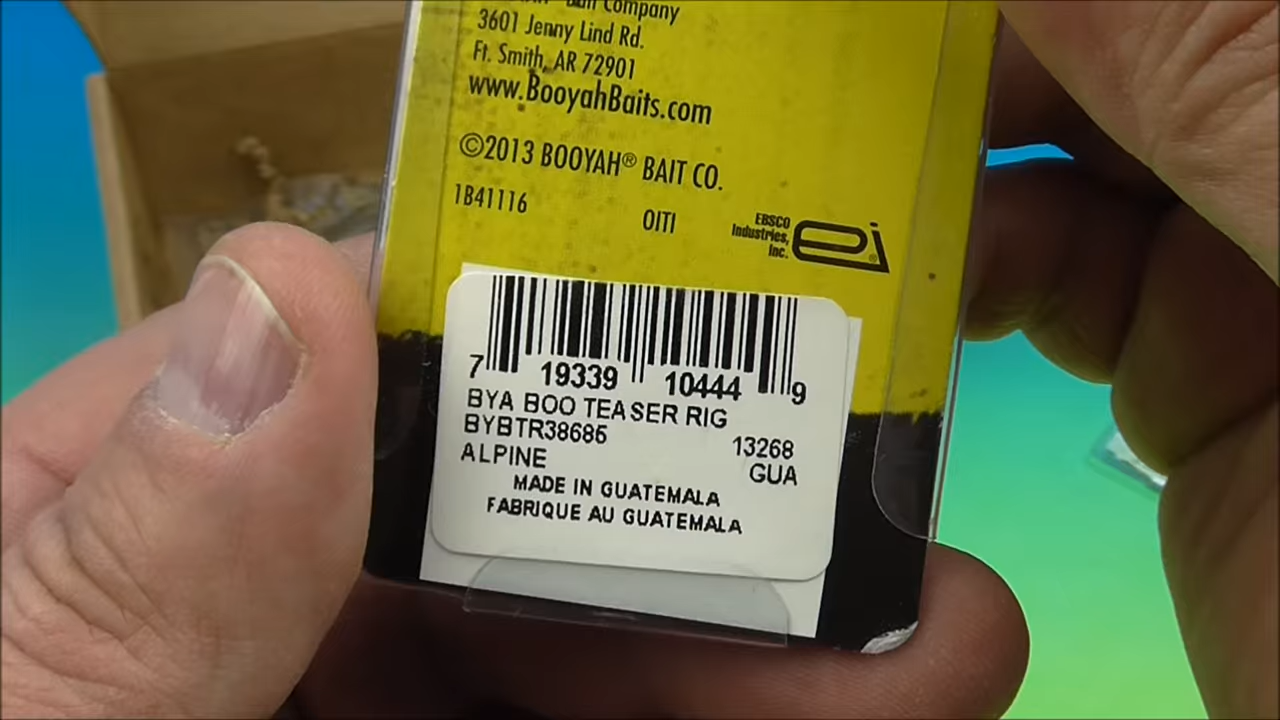 Bait Company
3601 Jenny Lind Rd.
Ft. Smith, AR 72901
www.BooyahBaits.com
©2013 BOOYAH® BAIT CO.
1B41116
OITI
EBSCO
Industries,
Inc.
ei®
7 19339 10444 9
BYA BOO TEASER RIG
BYBTR38685 13268
ALPINE GUA
MADE IN GUATEMALA
FABRIQUE AU GUATEMALA